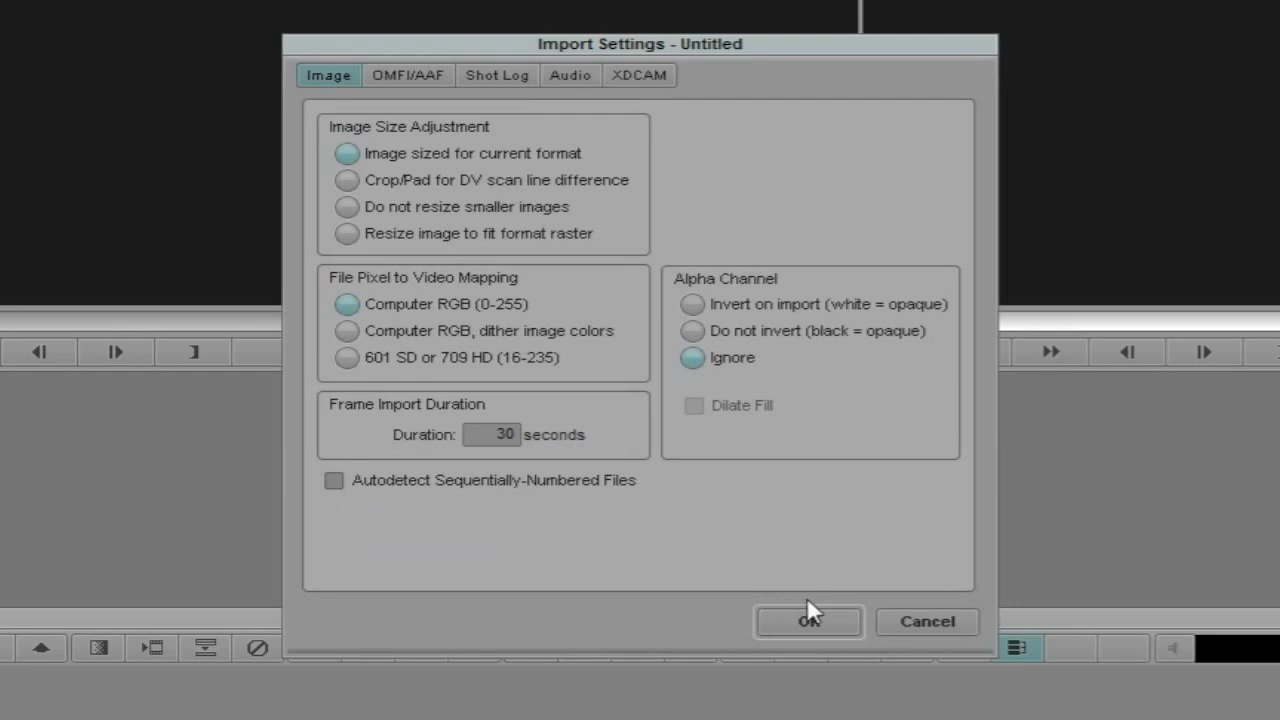 Import Settings - Untitled
Image OMFI/AAF Shot Log Audio XDCAM
Image Size Adjustment
Image sized for current format
Crop/Pad for DV scan line difference
Do not resize smaller images
Resize image to fit format raster
File Pixel to Video Mapping
Computer RGB (0-255)
Computer RGB, dither image colors
601 SD or 709 HD (16-235)
Alpha Channel
Invert on import (white = opaque)
Do not invert (black = opaque)
Ignore
Dilate Fill
Frame Import Duration
Duration: 30 seconds
Autodetect Sequentially-Numbered Files
OK Cancel